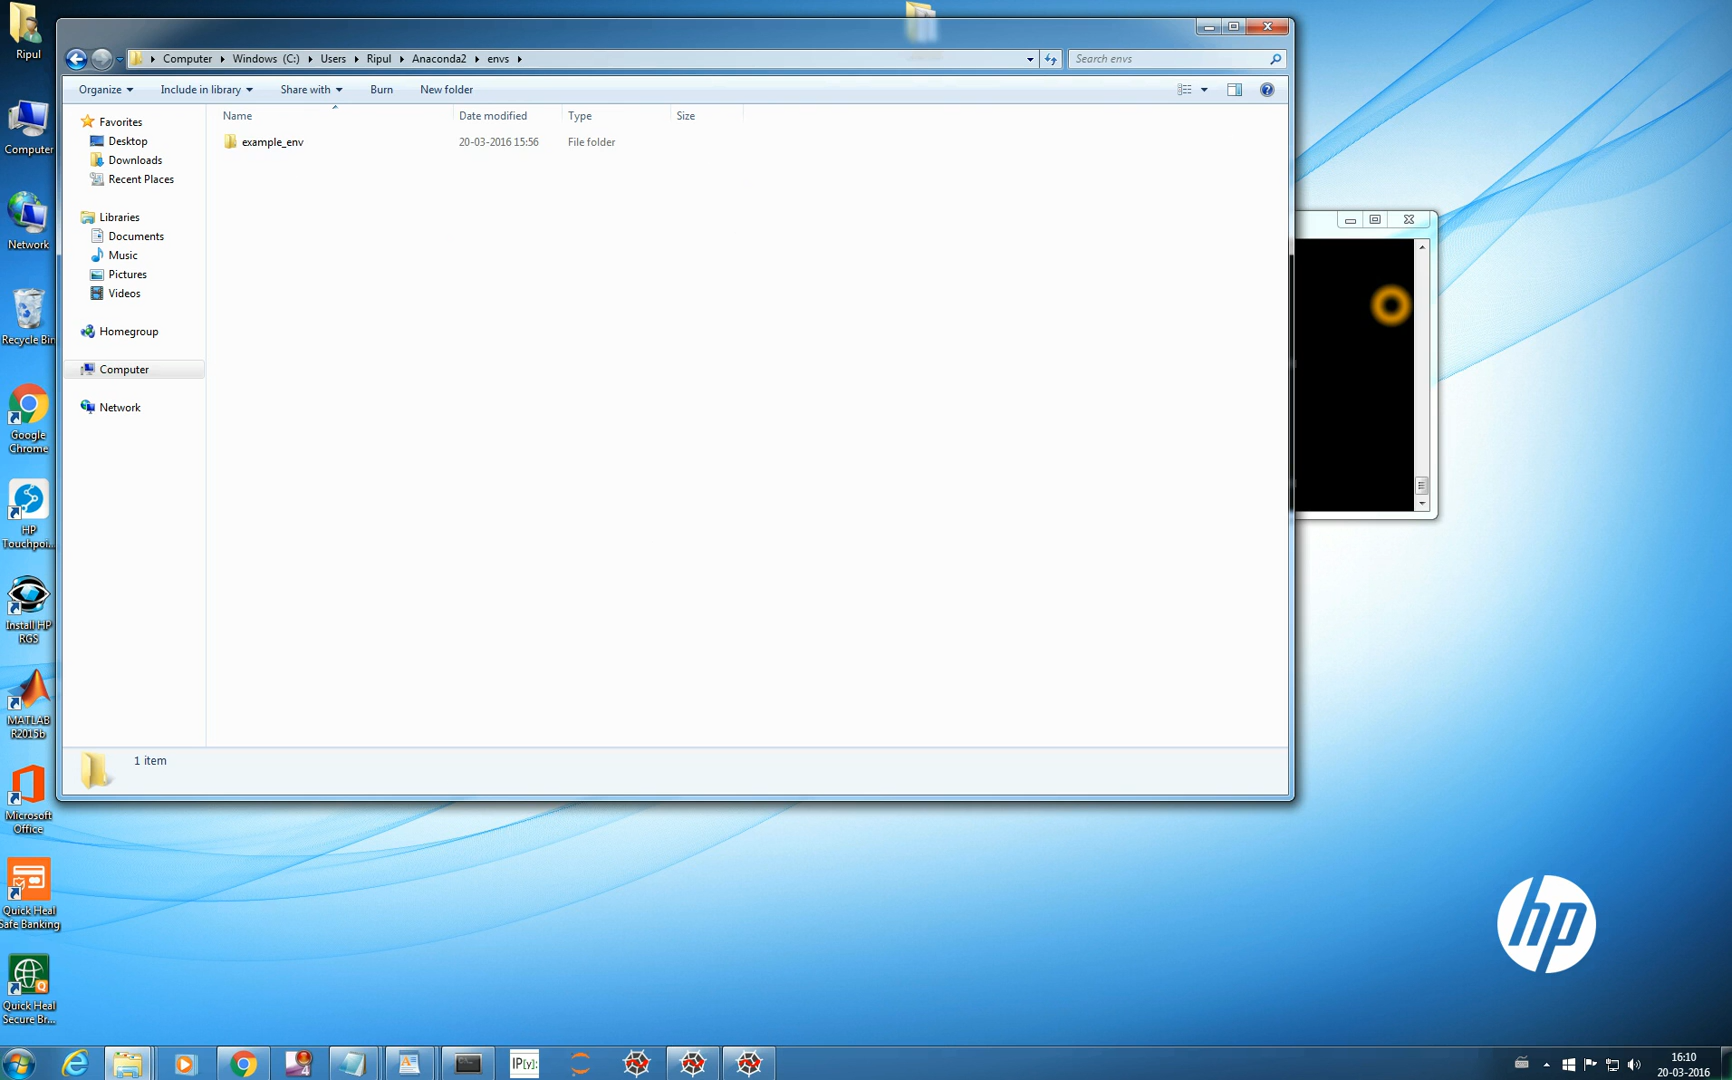 Ripul
Computer
Network
Recycle Bin
Google
Chrome
HP
Touchpoi...
Install HP
RGS
MATLAB
R2015b
Microsoft
Office
Quick Heal
Safe Banking
Quick Heal
Secure Br...
Computer Windows (C:) Users Ripul Anaconda2 envs
Search envs
Organize Include in library Share with Burn New folder
Name Date modified Type Size
example_env 20-03-2016 15:56 File folder
Favorites
Desktop
Downloads
Recent Places
Libraries
Documents
Music
Pictures
Videos
Homegroup
Computer
Network
1 item
hp
4
IP[y]:
16:10
20-03-2016